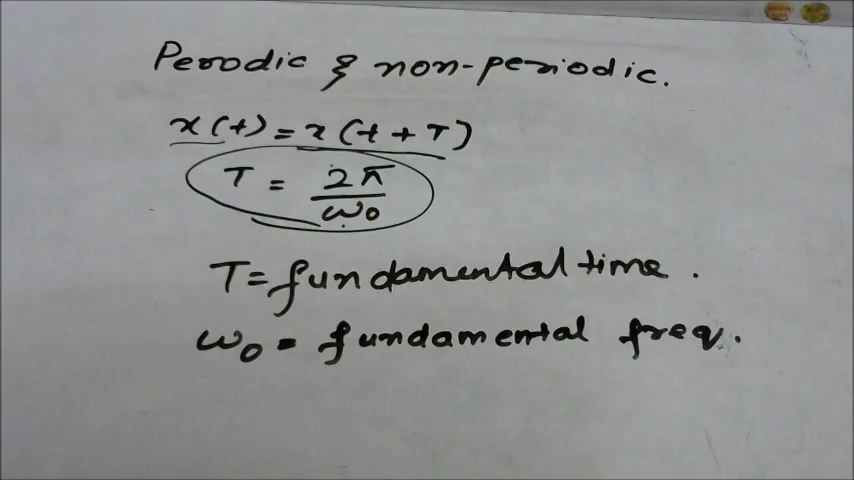 Perodic & non-periodic.
x(t) = x(t + T)
T = 2π/ω0
T = fundamental time.
ω0 = fundamental freq.